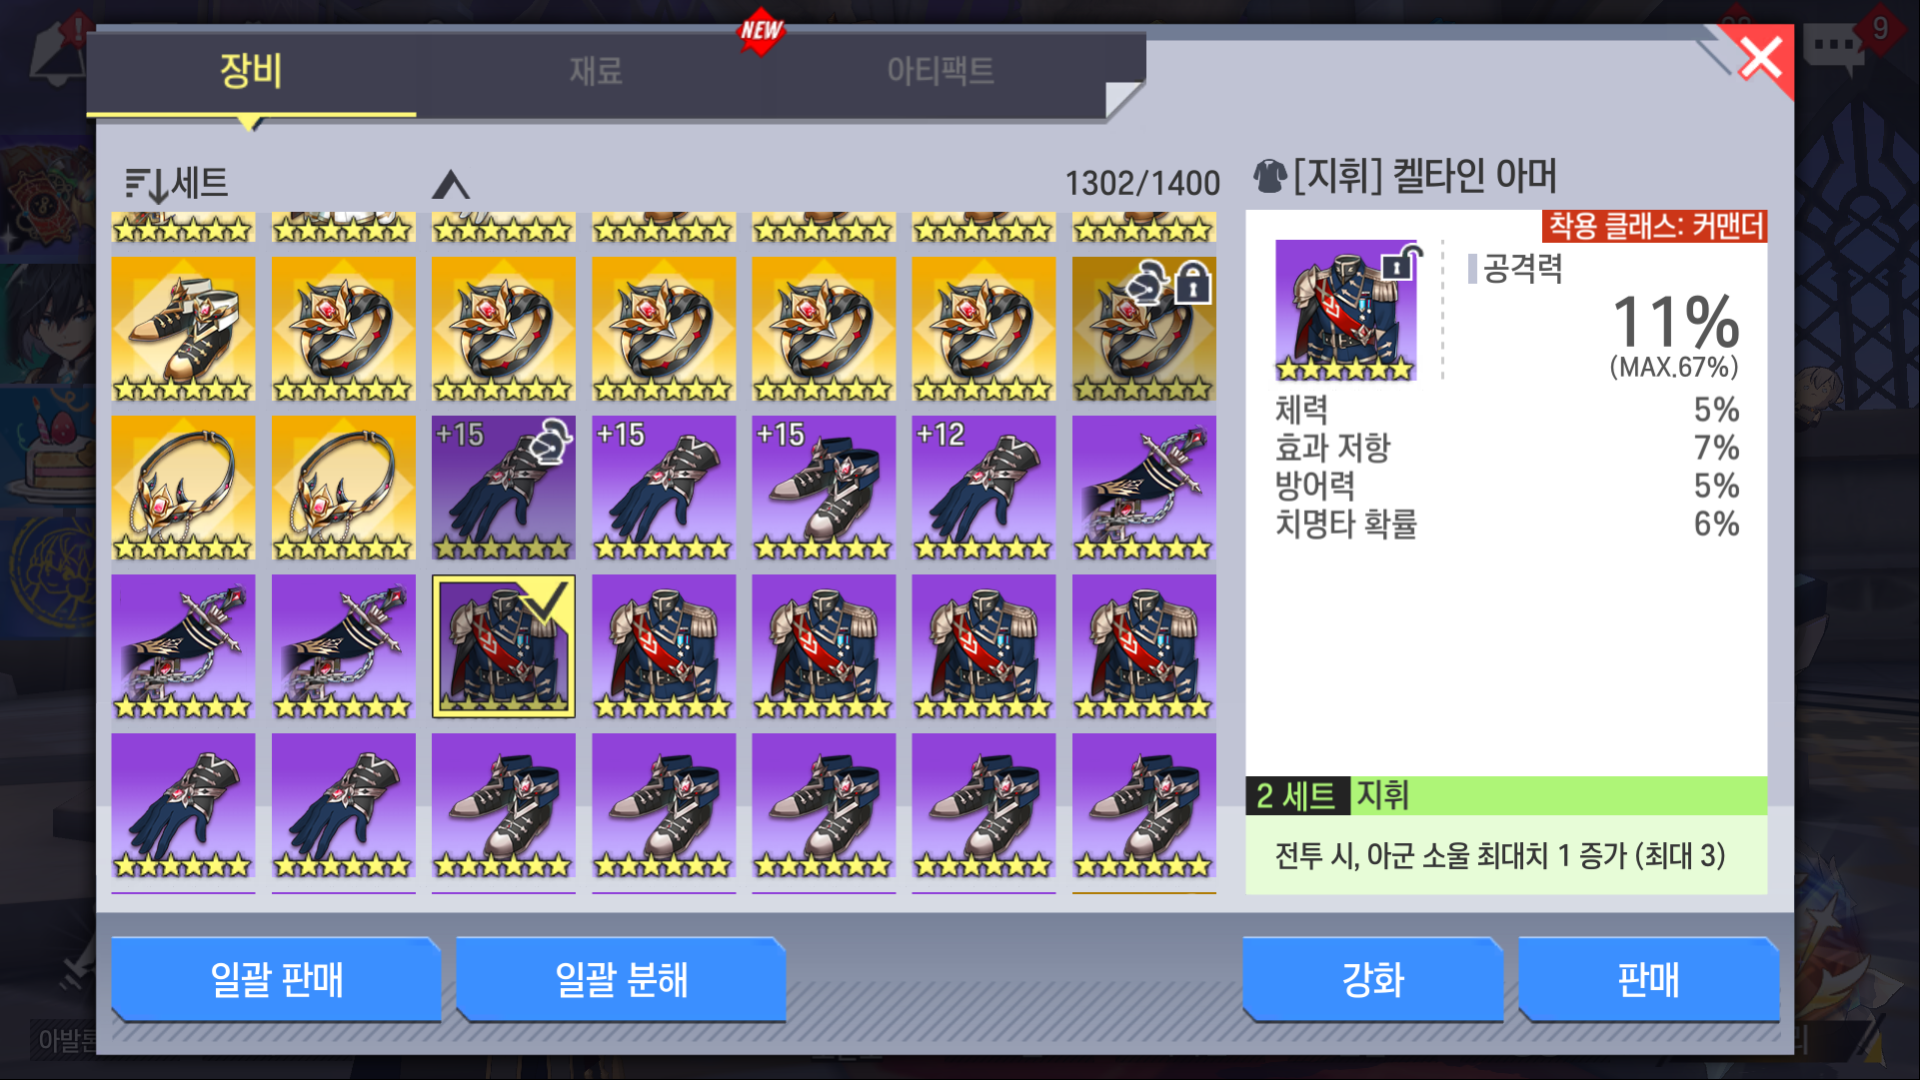 장비
재료
NEW
아티팩트
9
세트
1302/1400
[지휘] 켈타인 아머
착용 클래스: 커맨더
공격력
11%
(MAX.67%)
체력 5%
효과 저항 7%
방어력 5%
치명타 확률 6%
+15
+15
+15
+12
2 세트 지휘
전투 시, 아군 소울 최대치 1 증가 (최대 3)
일괄 판매
일괄 분해
강화
판매
아발론